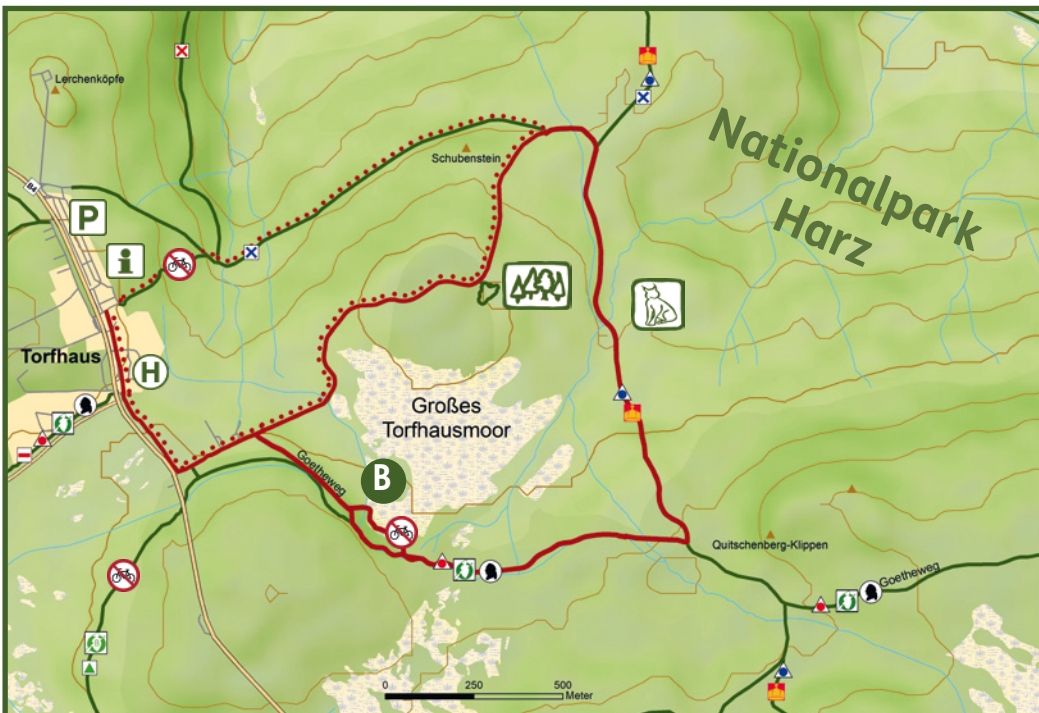 Lerchenköpfe
B4
P
i
Schubenstein
Nationalpark
Harz
Torfhaus
H
Großes
Torfhausmoor
Goetheweg
B
Quitschenberg-Klippen
Goetheweg
0 250 500
Meter